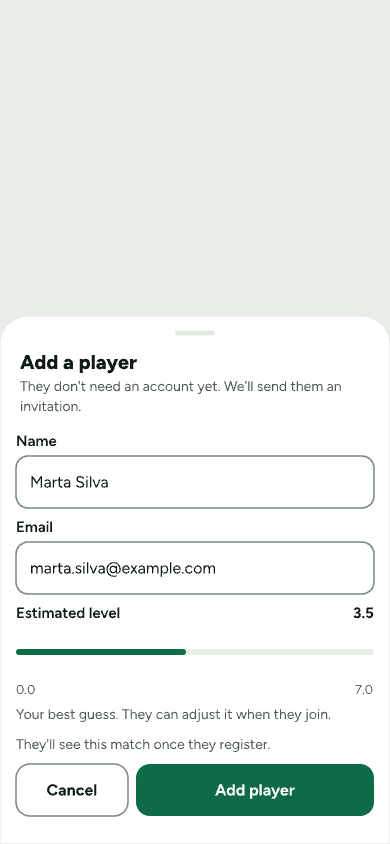 Add a player
They don't need an account yet. We'll send them an
invitation.
Name
Marta Silva
Email
marta.silva@example.com
Estimated level 3.5
0.0 7.0
Your best guess. They can adjust it when they join.
They'll see this match once they register.
Cancel Add player